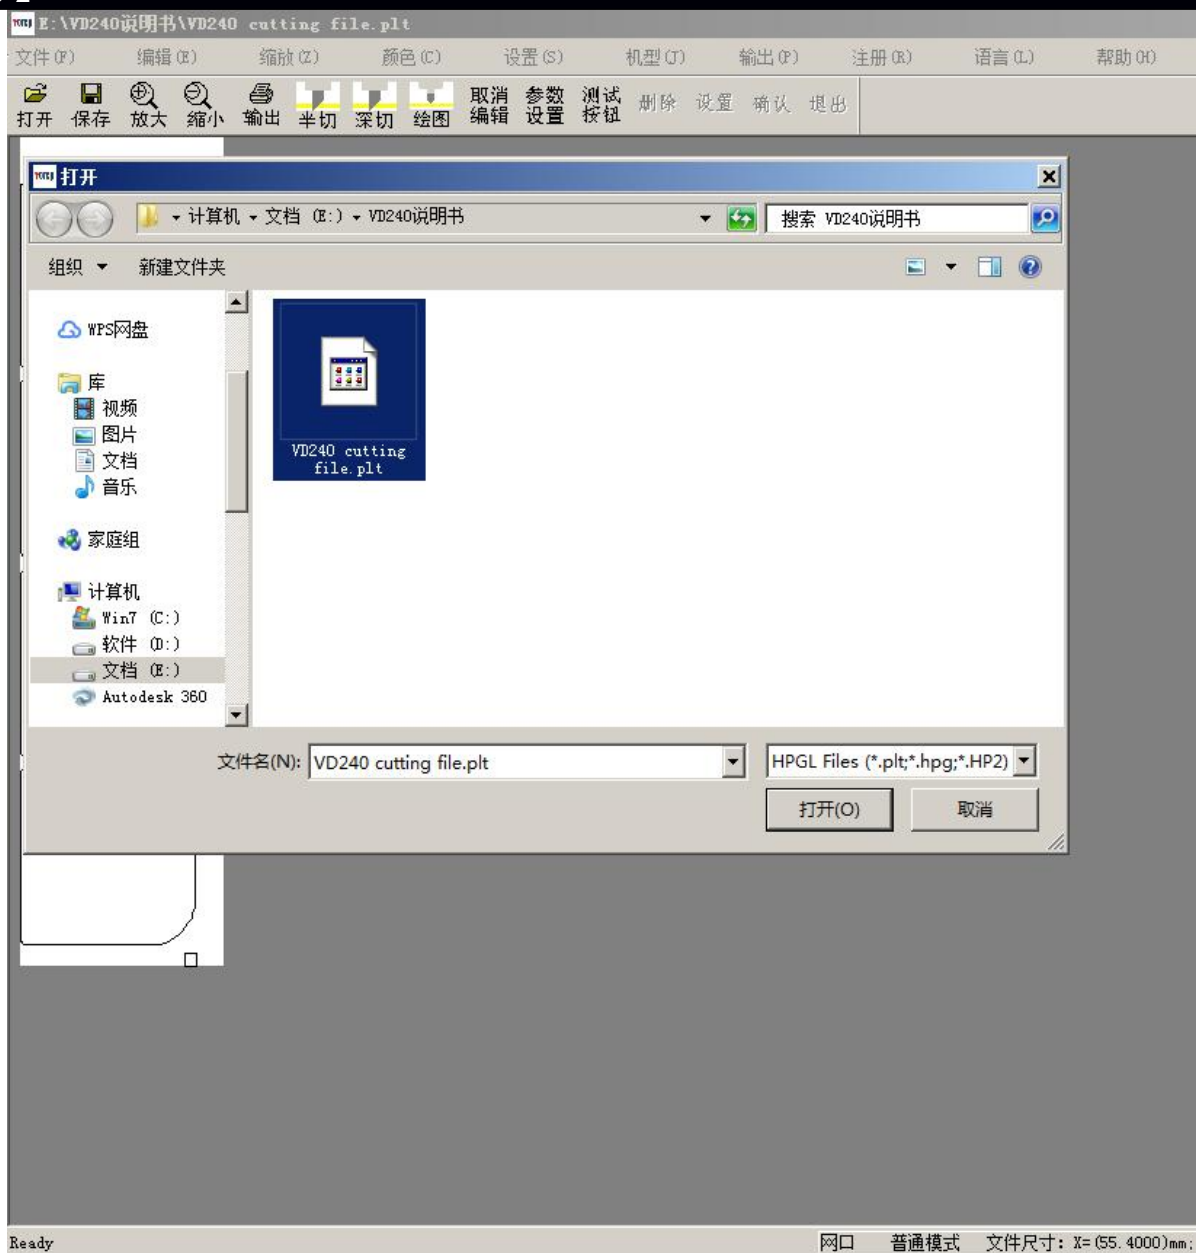 E:\VD240说明书\VD240 cutting file.plt
文件(F) 编辑(E) 缩放(Z) 颜色(C) 设置(S) 机型(J) 输出(P) 注册(R) 语言(L) 帮助(H)
打开 保存 放大 缩小 输出 半切 深切 绘图 取消编辑 参数设置 测试按钮 删除 设置 确认 退出
打开
计算机 文档 (E:) VD240说明书 搜索 VD240说明书
组织 新建文件夹
WPS网盘
库
视频
图片
文档
音乐
家庭组
计算机
Win7 (C:)
软件 (D:)
文档 (E:)
Autodesk 360
VD240 cutting
file.plt
文件名(N): VD240 cutting file.plt HPGL Files (*.plt;*.hpg;*.HP2)
打开(O) 取消
Ready 网口 普通模式 文件尺寸: X=(55.4000)mm;